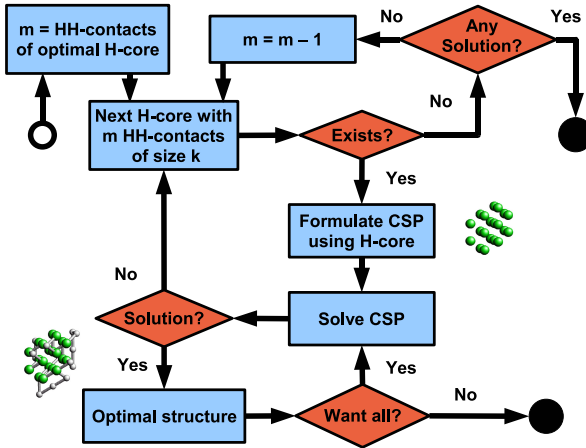 m = HH-contacts
of optimal H-core
m = m – 1
No
Any
Solution?
Yes
Next H-core with
m HH-contacts
of size k
Exists?
No
Yes
Formulate CSP
using H-core
No
Solution?
Solve CSP
Yes
Yes
Optimal structure
Want all?
No